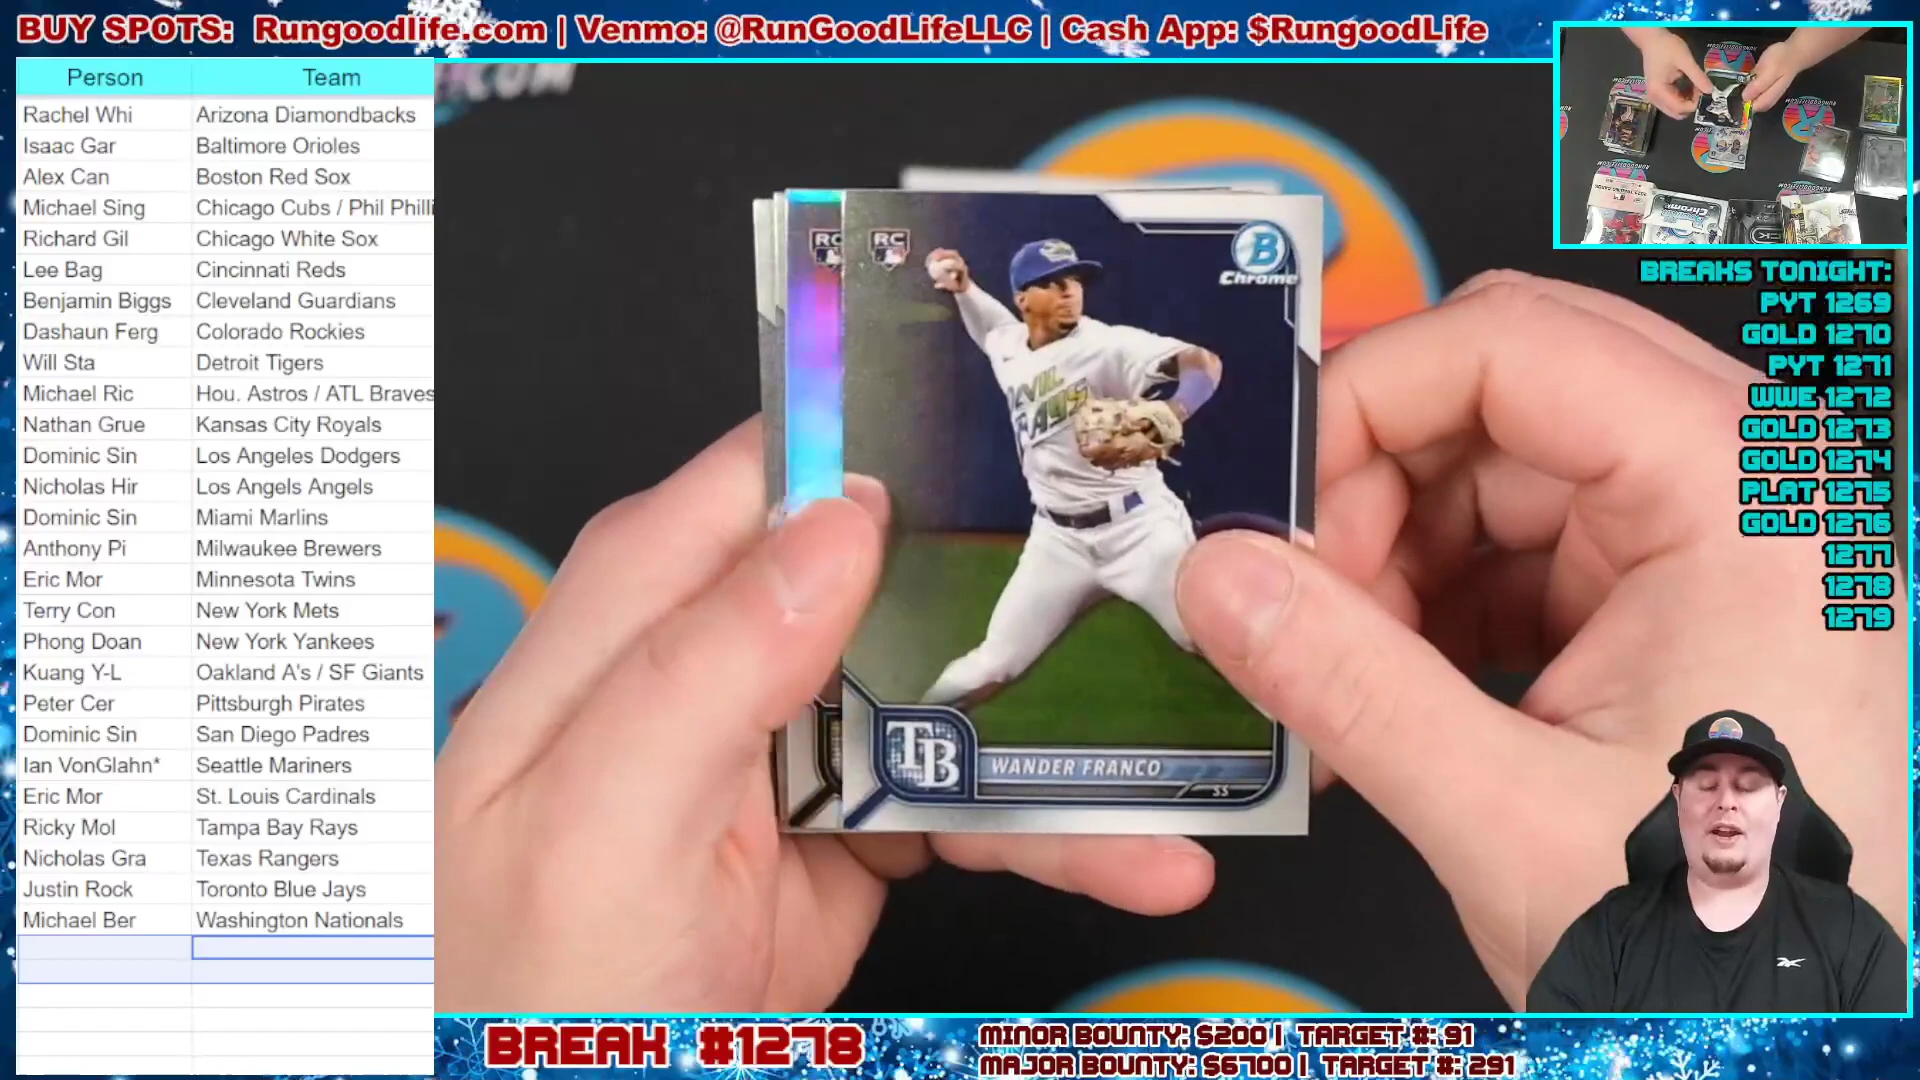 BUY SPOTS: Rungoodlife.com | Venmo: @RunGoodLifeLLC | Cash App: $RungoodLife
Person Team
Rachel Whi Arizona Diamondbacks
Isaac Gar Baltimore Orioles
Alex Can Boston Red Sox
Michael Sing Chicago Cubs / Phil Philli
Richard Gil Chicago White Sox
Lee Bag Cincinnati Reds
Benjamin Biggs Cleveland Guardians
Dashaun Ferg Colorado Rockies
Will Sta Detroit Tigers
Michael Ric Hou. Astros / ATL Braves
Nathan Grue Kansas City Royals
Dominic Sin Los Angeles Dodgers
Nicholas Hir Los Angels Angels
Dominic Sin Miami Marlins
Anthony Pi Milwaukee Brewers
Eric Mor Minnesota Twins
Terry Con New York Mets
Phong Doan New York Yankees
Kuang Y-L Oakland A's / SF Giants
Peter Cer Pittsburgh Pirates
Dominic Sin San Diego Padres
Ian VonGlahn* Seattle Mariners
Eric Mor St. Louis Cardinals
Ricky Mol Tampa Bay Rays
Nicholas Gra Texas Rangers
Justin Rock Toronto Blue Jays
Michael Ber Washington Nationals
.COM
RC
RC
B
Chrome
DEVIL
RAYS
TB
WANDER FRANCO
SS
BREAKS TONIGHT:
PYT 1269
GOLD 1270
PYT 1271
WWE 1272
GOLD 1273
GOLD 1274
PLAT 1275
GOLD 1276
1277
1278
1279
BREAK #1278
MINOR BOUNTY: $200 | TARGET #: 91
MAJOR BOUNTY: $6700 | TARGET #: 291